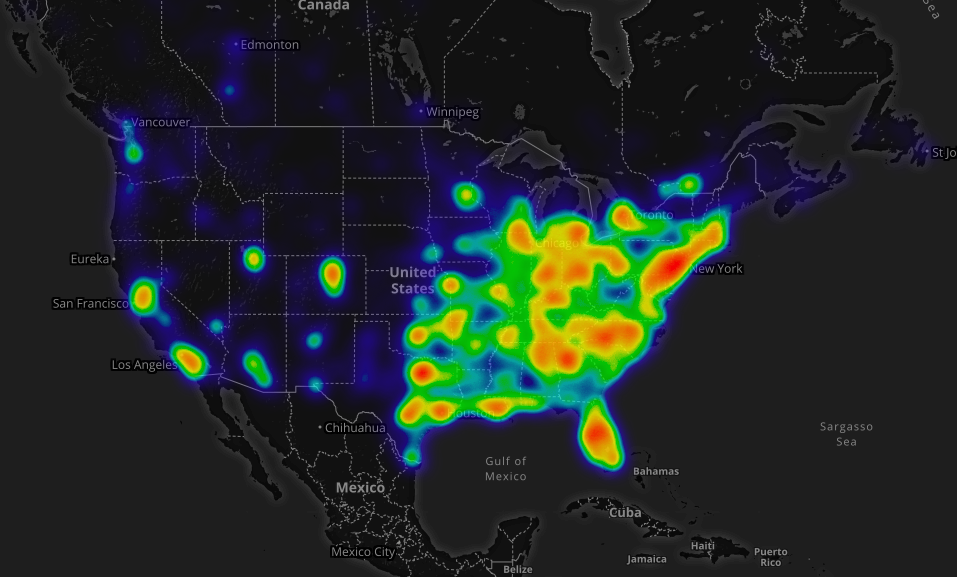 Canada
Sea
Edmonton
Winnipeg
Vancouver
St Jo
Toronto
Chicago
Eureka
United
States
New York
San Francisco
Los Angeles
Houston
Chihuahua
Sargasso
Sea
Gulf of
Mexico
Bahamas
Mexico
Cuba
Mexico City
Haiti
Jamaica
Puerto
Rico
Belize